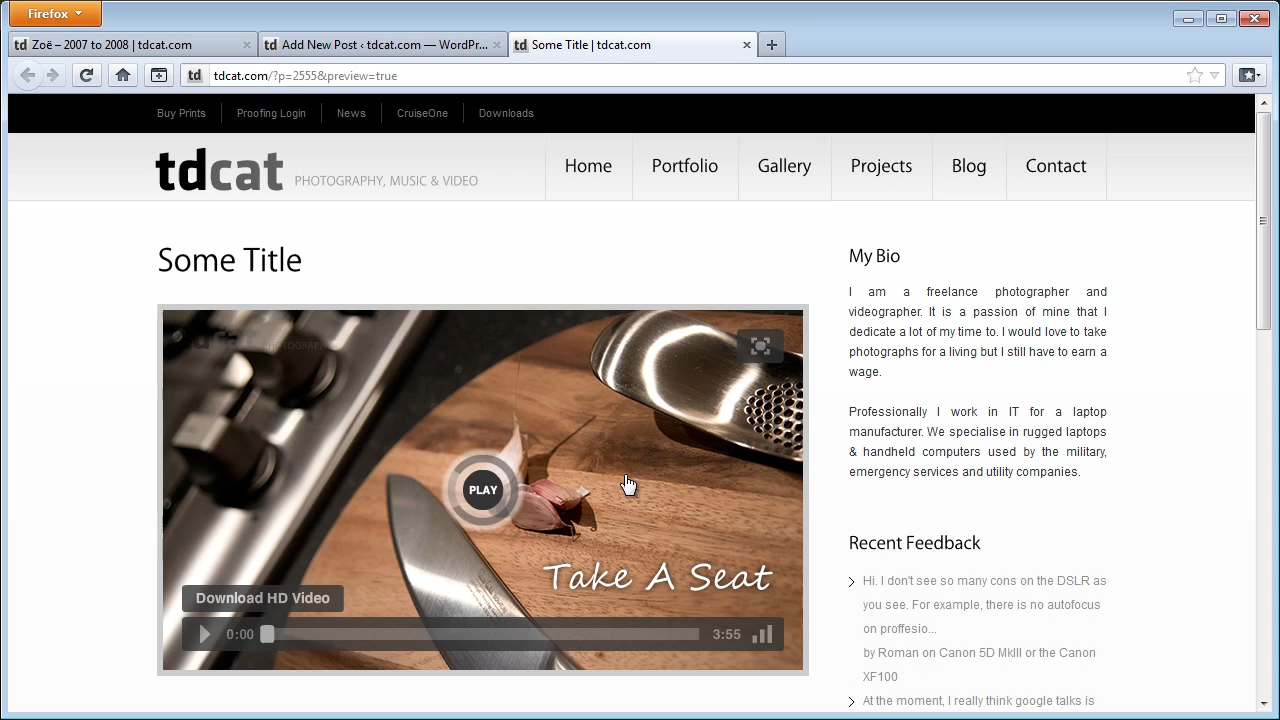 Firefox
Zoë – 2007 to 2008 | tdcat.com
Add New Post ‹ tdcat.com — WordPr...
Some Title | tdcat.com
td tdcat.com/?p=2555&preview=true
Buy Prints
Proofing Login
News
CruiseOne
Downloads
tdcat PHOTOGRAPHY, MUSIC & VIDEO
Home
Portfolio
Gallery
Projects
Blog
Contact
Some Title
PLAY
Take A Seat
Download HD Video
0:00
3:55
My Bio
I am a freelance photographer and
videographer. It is a passion of mine that I
dedicate a lot of my time to. I would love to take
photographs for a living but I still have to earn a
wage.
Professionally I work in IT for a laptop
manufacturer. We specialise in rugged laptops
& handheld computers used by the military,
emergency services and utility companies.
Recent Feedback
Hi. I don't see so many cons on the DSLR as
you see. For example, there is no autofocus
on proffesio...
by Roman on Canon 5D MkIII or the Canon
XF100
At the moment, I really think google talks is